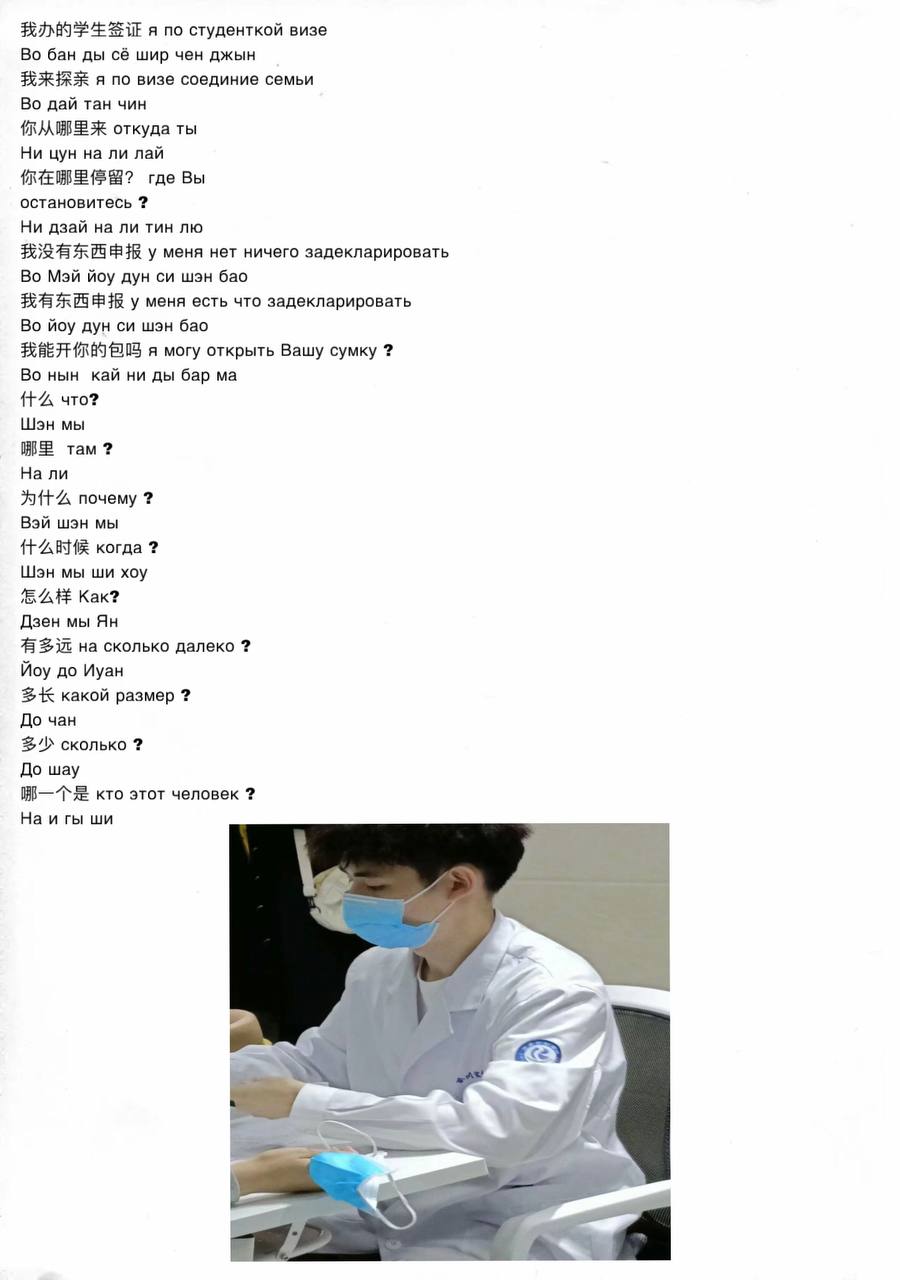 我办的学生签证 я по студенткой визе
Во бан ды сё шир чен джын
我来探亲 я по визе соединие семьи
Во дай тан чин
你从哪里来 откуда ты
Ни цун на ли лай
你在哪里停留？ где Вы
остановитесь ?
Ни дзай на ли тин лю
我没有东西申报 у меня нет ничего задекларировать
Во Мэй йоу дун си шэн бао
我有东西申报 у меня есть что задекларировать
Во йоу дун си шэн бао
我能开你的包吗 я могу открыть Вашу сумку ?
Во нын кай ни ды бар ма
什么 что?
Шэн мы
哪里 там ?
На ли
为什么 почему ?
Вэй шэн мы
什么时候 когда ?
Шэн мы ши хоу
怎么样 Как?
Дзен мы Ян
有多远 на сколько далеко ?
Йоу до Иуан
多长 какой размер ?
До чан
多少 сколько ?
До шау
哪一个是 кто этот человек ?
На и гы ши